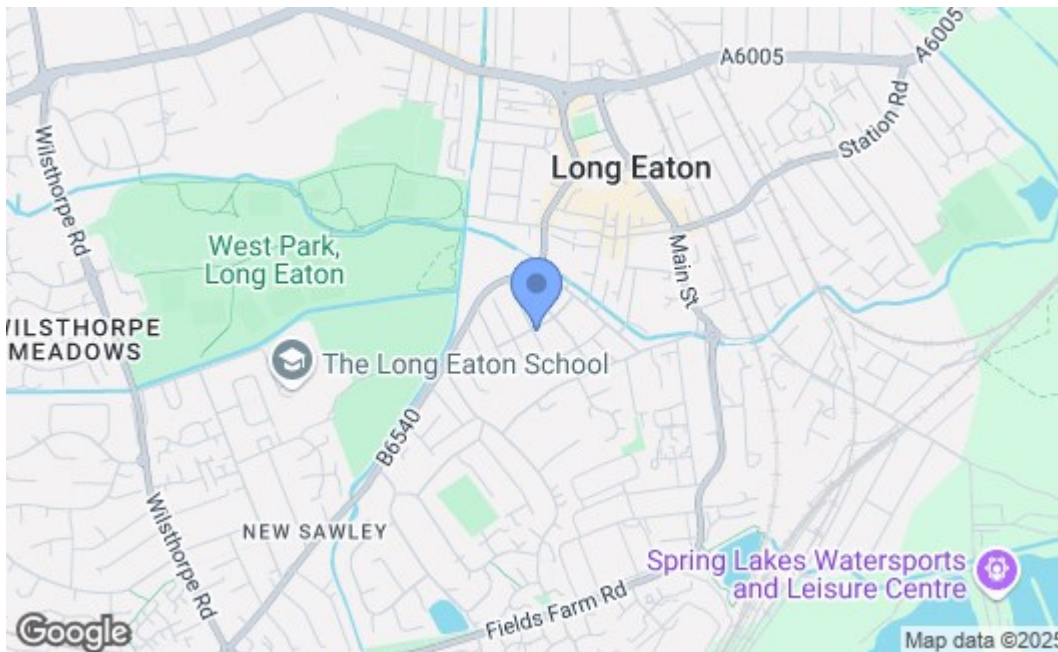 A6005
A6005
Station Rd
Long Eaton
Wilsthorpe Rd
West Park,
Long Eaton
Main St
WILSTHORPE
MEADOWS
The Long Eaton School
B6540
Wilsthorpe Rd
NEW SAWLEY
Spring Lakes Watersports
and Leisure Centre
Fields Farm Rd
Google
Map data ©2025